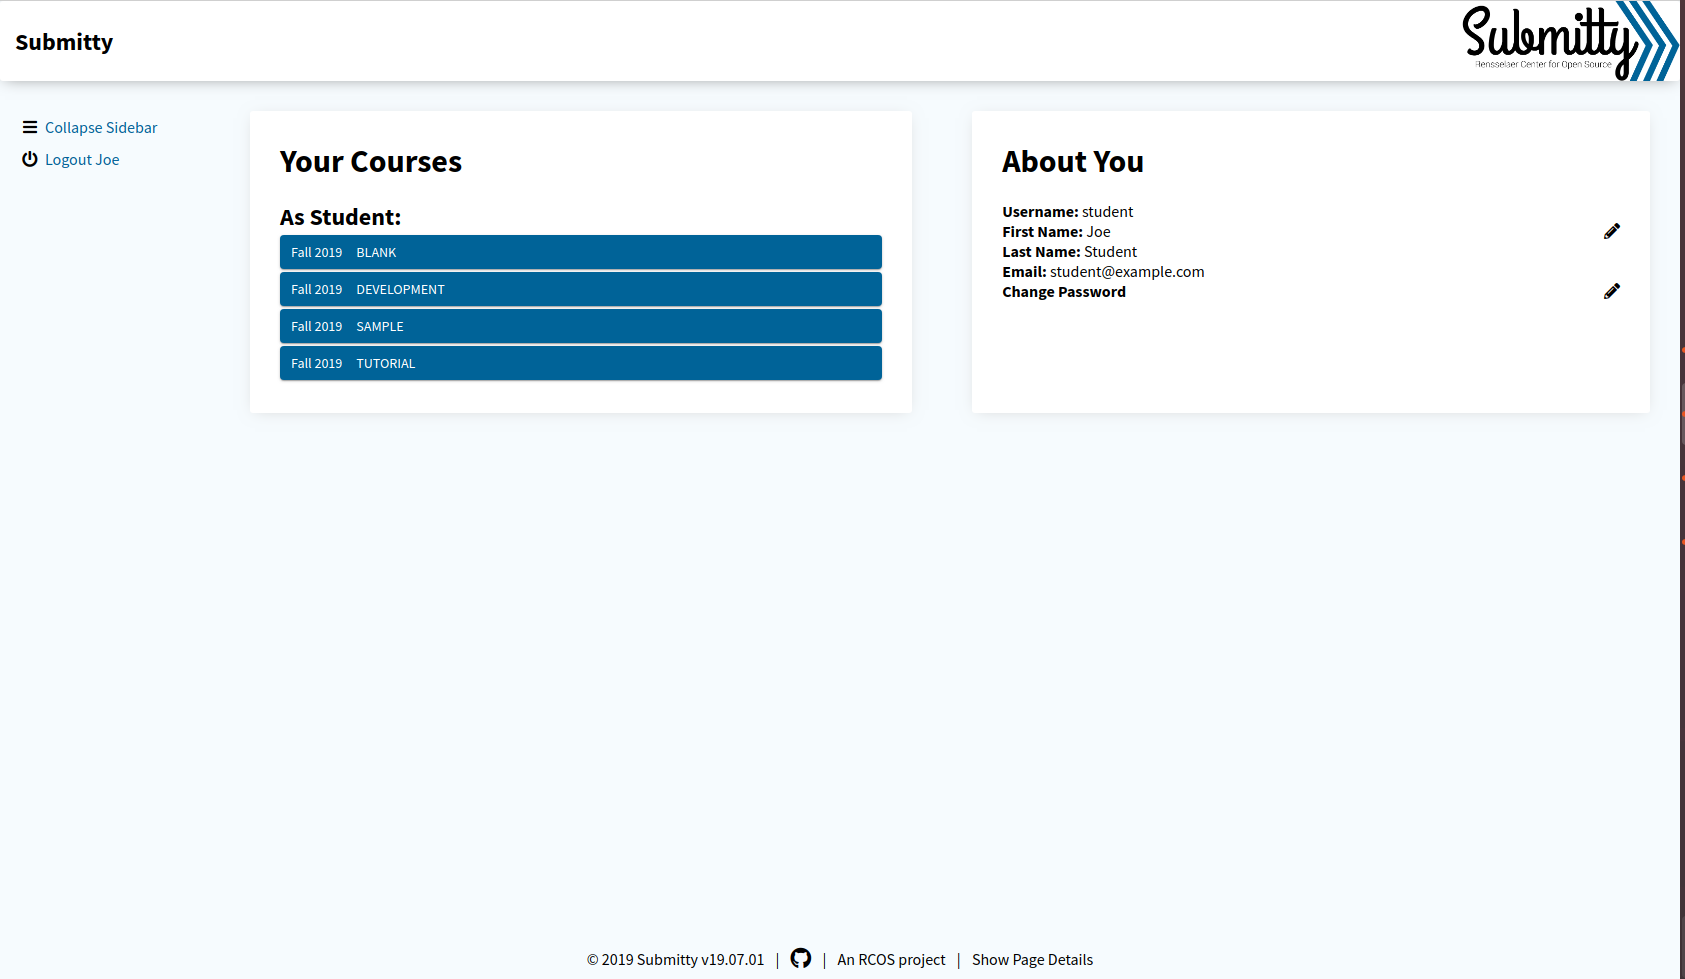 Submitty
Submitty
Rensselaer Center for Open Source
Collapse Sidebar
Logout Joe
Your Courses
As Student:
Fall 2019 BLANK
Fall 2019 DEVELOPMENT
Fall 2019 SAMPLE
Fall 2019 TUTORIAL
About You
Username: student
First Name: Joe
Last Name: Student
Email: student@example.com
Change Password
© 2019 Submitty v19.07.01 | | An RCOS project | Show Page Details